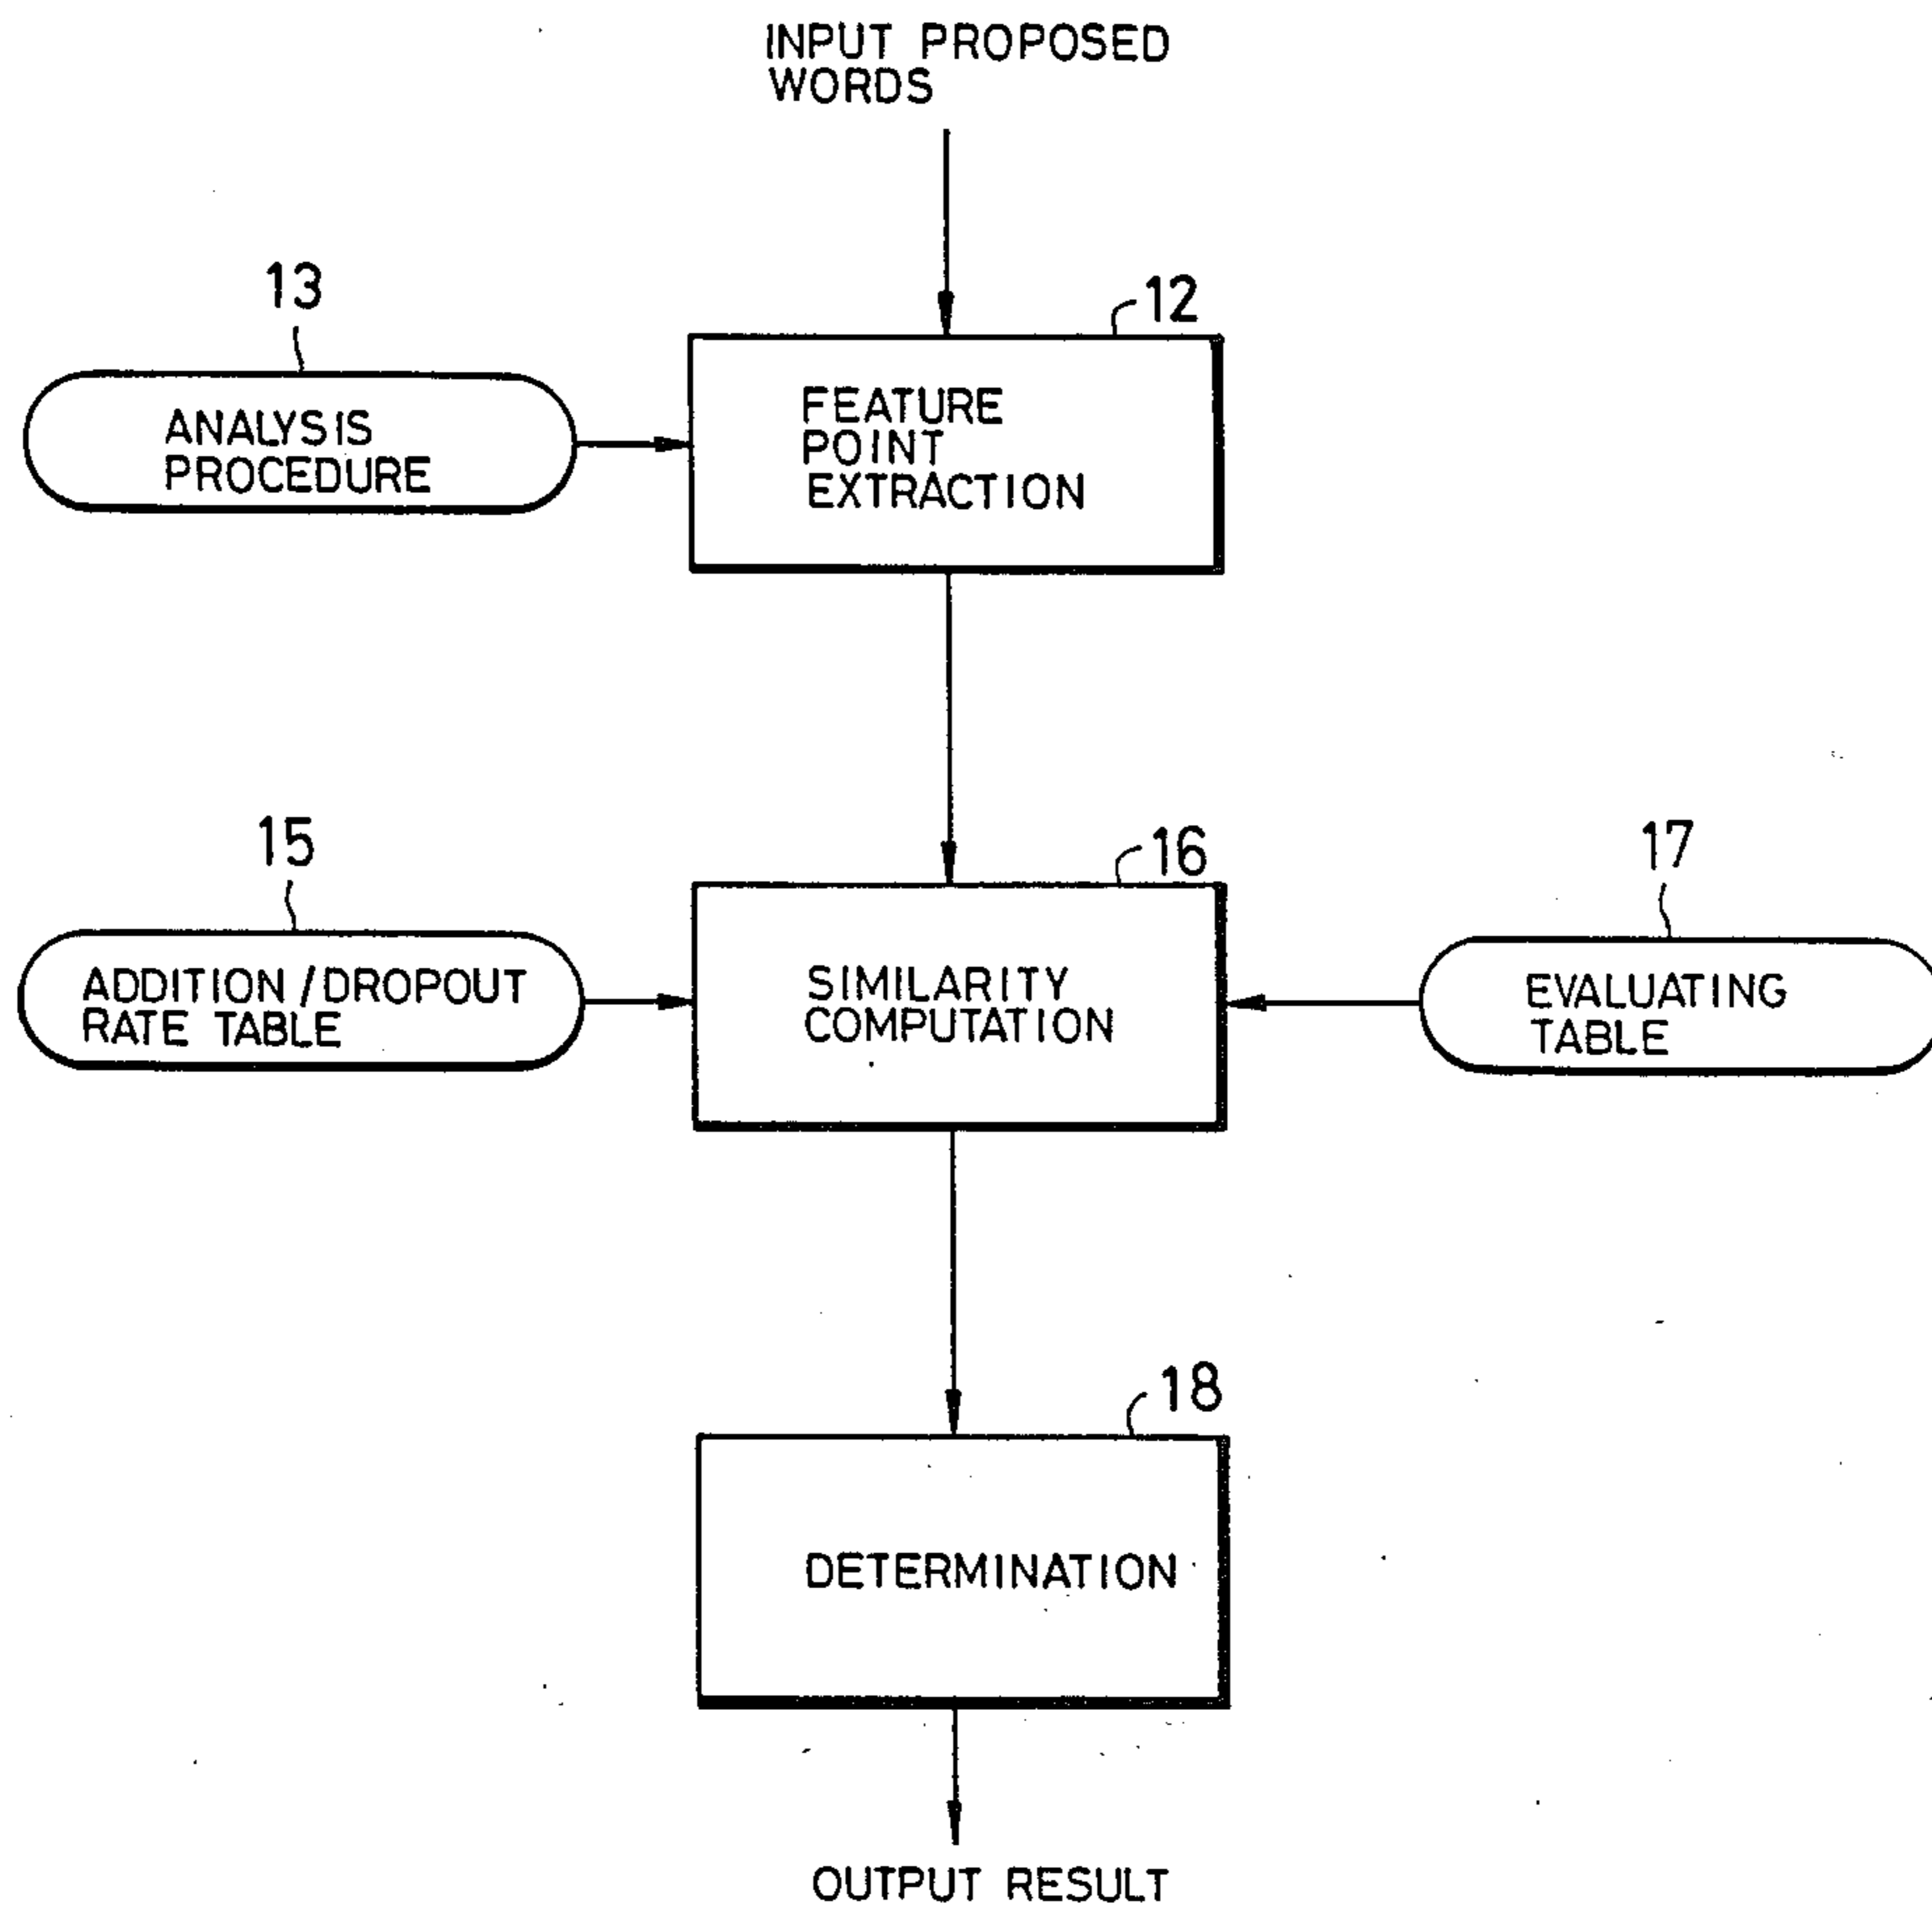 INPUT PROPOSED
WORDS
13
12
ANALYSIS
PROCEDURE
FEATURE
POINT
EXTRACTION
15
16
17
ADDITION/DROPOUT
RATE TABLE
SIMILARITY
COMPUTATION
EVALUATING
TABLE
18
DETERMINATION
OUTPUT RESULT